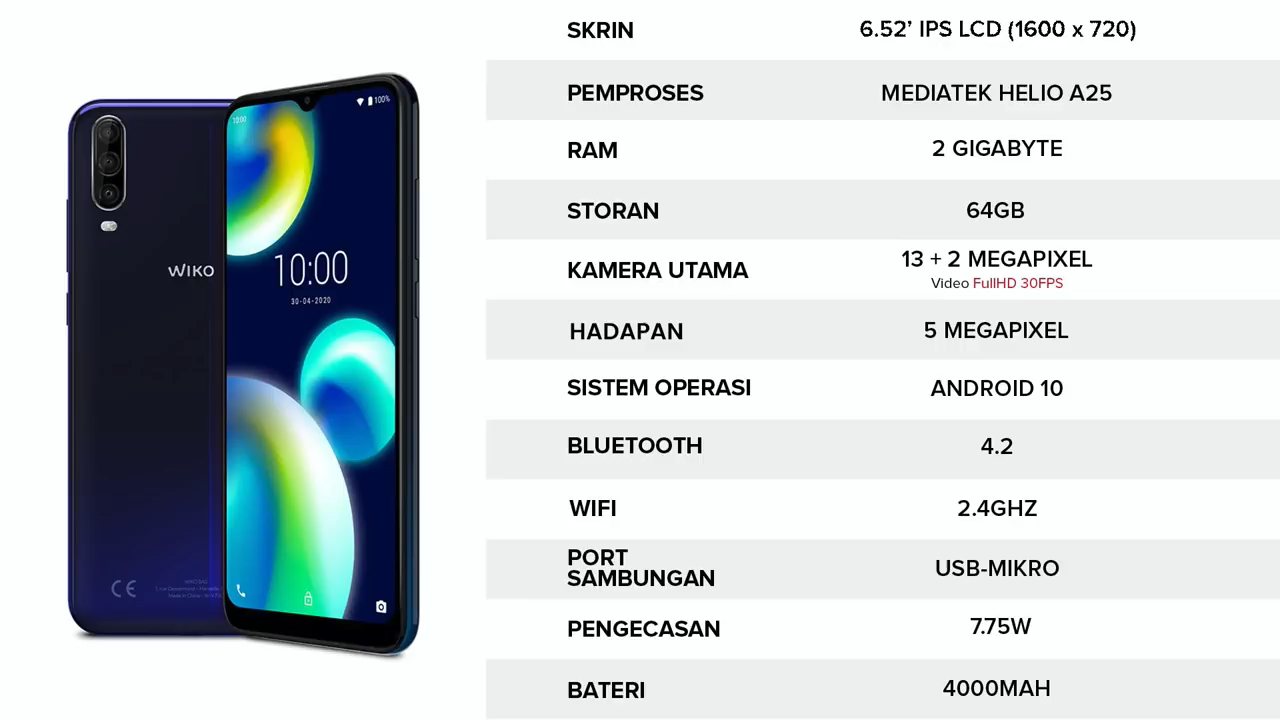 SKRIN 6.52’ IPS LCD (1600 x 720)
PEMPROSES MEDIATEK HELIO A25
RAM 2 GIGABYTE
STORAN 64GB
KAMERA UTAMA 13 + 2 MEGAPIXEL
Video FullHD 30FPS
HADAPAN 5 MEGAPIXEL
SISTEM OPERASI ANDROID 10
BLUETOOTH 4.2
WIFI 2.4GHZ
PORT
SAMBUNGAN USB-MIKRO
PENGECASAN 7.75W
BATERI 4000MAH
WIKO
CE
10:00
100%
10:00
30-04-2020